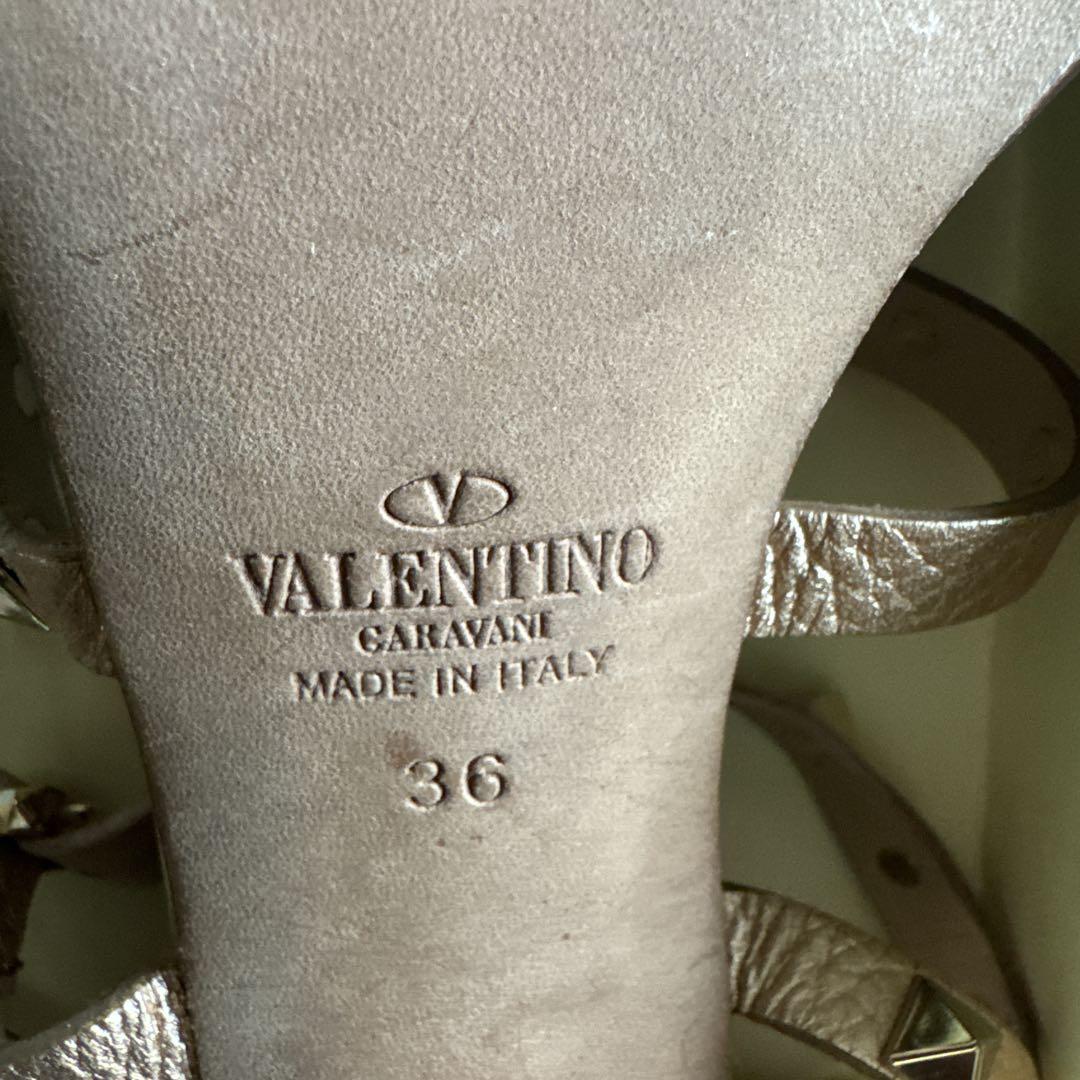 V
VALENTINO
GARAVANI
MADE IN ITALY
36